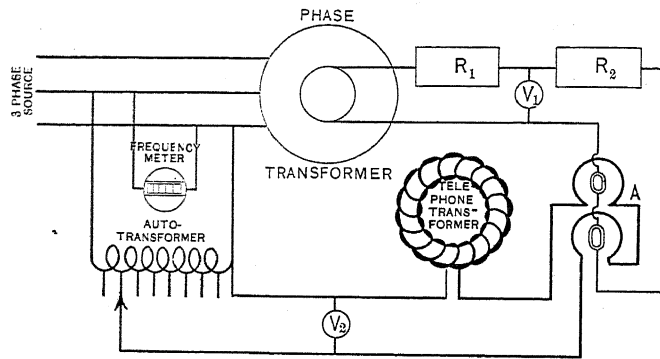 PHASE
R1
R2
3 PHASE
SOURCE
V1
FREQUENCY
METER
TRANSFORMER
TELE-
PHONE
TRANS-
FORMER
A
AUTO-
TRANSFORMER
V2